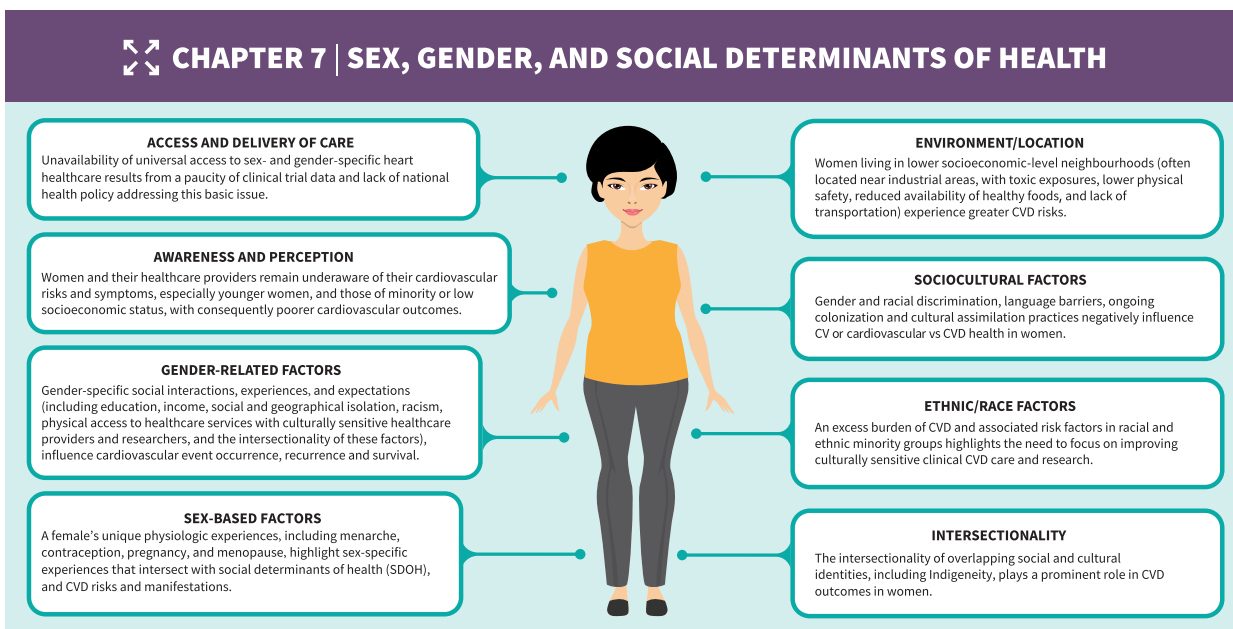 CHAPTER 7 | SEX, GENDER, AND SOCIAL DETERMINANTS OF HEALTH
ACCESS AND DELIVERY OF CARE
Unavailability of universal access to sex- and gender-specific heart
healthcare results from a paucity of clinical trial data and lack of national
health policy addressing this basic issue.
AWARENESS AND PERCEPTION
Women and their healthcare providers remain underaware of their cardiovascular
risks and symptoms, especially younger women, and those of minority or low
socioeconomic status, with consequently poorer cardiovascular outcomes.
GENDER-RELATED FACTORS
Gender-specific social interactions, experiences, and expectations
(including education, income, social and geographical isolation, racism,
physical access to healthcare services with culturally sensitive healthcare
providers and researchers, and the intersectionality of these factors),
influence cardiovascular event occurrence, recurrence and survival.
SEX-BASED FACTORS
A female's unique physiologic experiences, including menarche,
contraception, pregnancy, and menopause, highlight sex-specific
experiences that intersect with social determinants of health (SDOH),
and CVD risks and manifestations.
ENVIRONMENT/LOCATION
Women living in lower socioeconomic-level neighbourhoods (often
located near industrial areas, with toxic exposures, lower physical
safety, reduced availability of healthy foods, and lack of
transportation) experience greater CVD risks.
SOCIOCULTURAL FACTORS
Gender and racial discrimination, language barriers, ongoing
colonization and cultural assimilation practices negatively influence
CV or cardiovascular vs CVD health in women.
ETHNIC/RACE FACTORS
An excess burden of CVD and associated risk factors in racial and
ethnic minority groups highlights the need to focus on improving
culturally sensitive clinical CVD care and research.
INTERSECTIONALITY
The intersectionality of overlapping social and cultural
identities, including Indigeneity, plays a prominent role in CVD
outcomes in women.